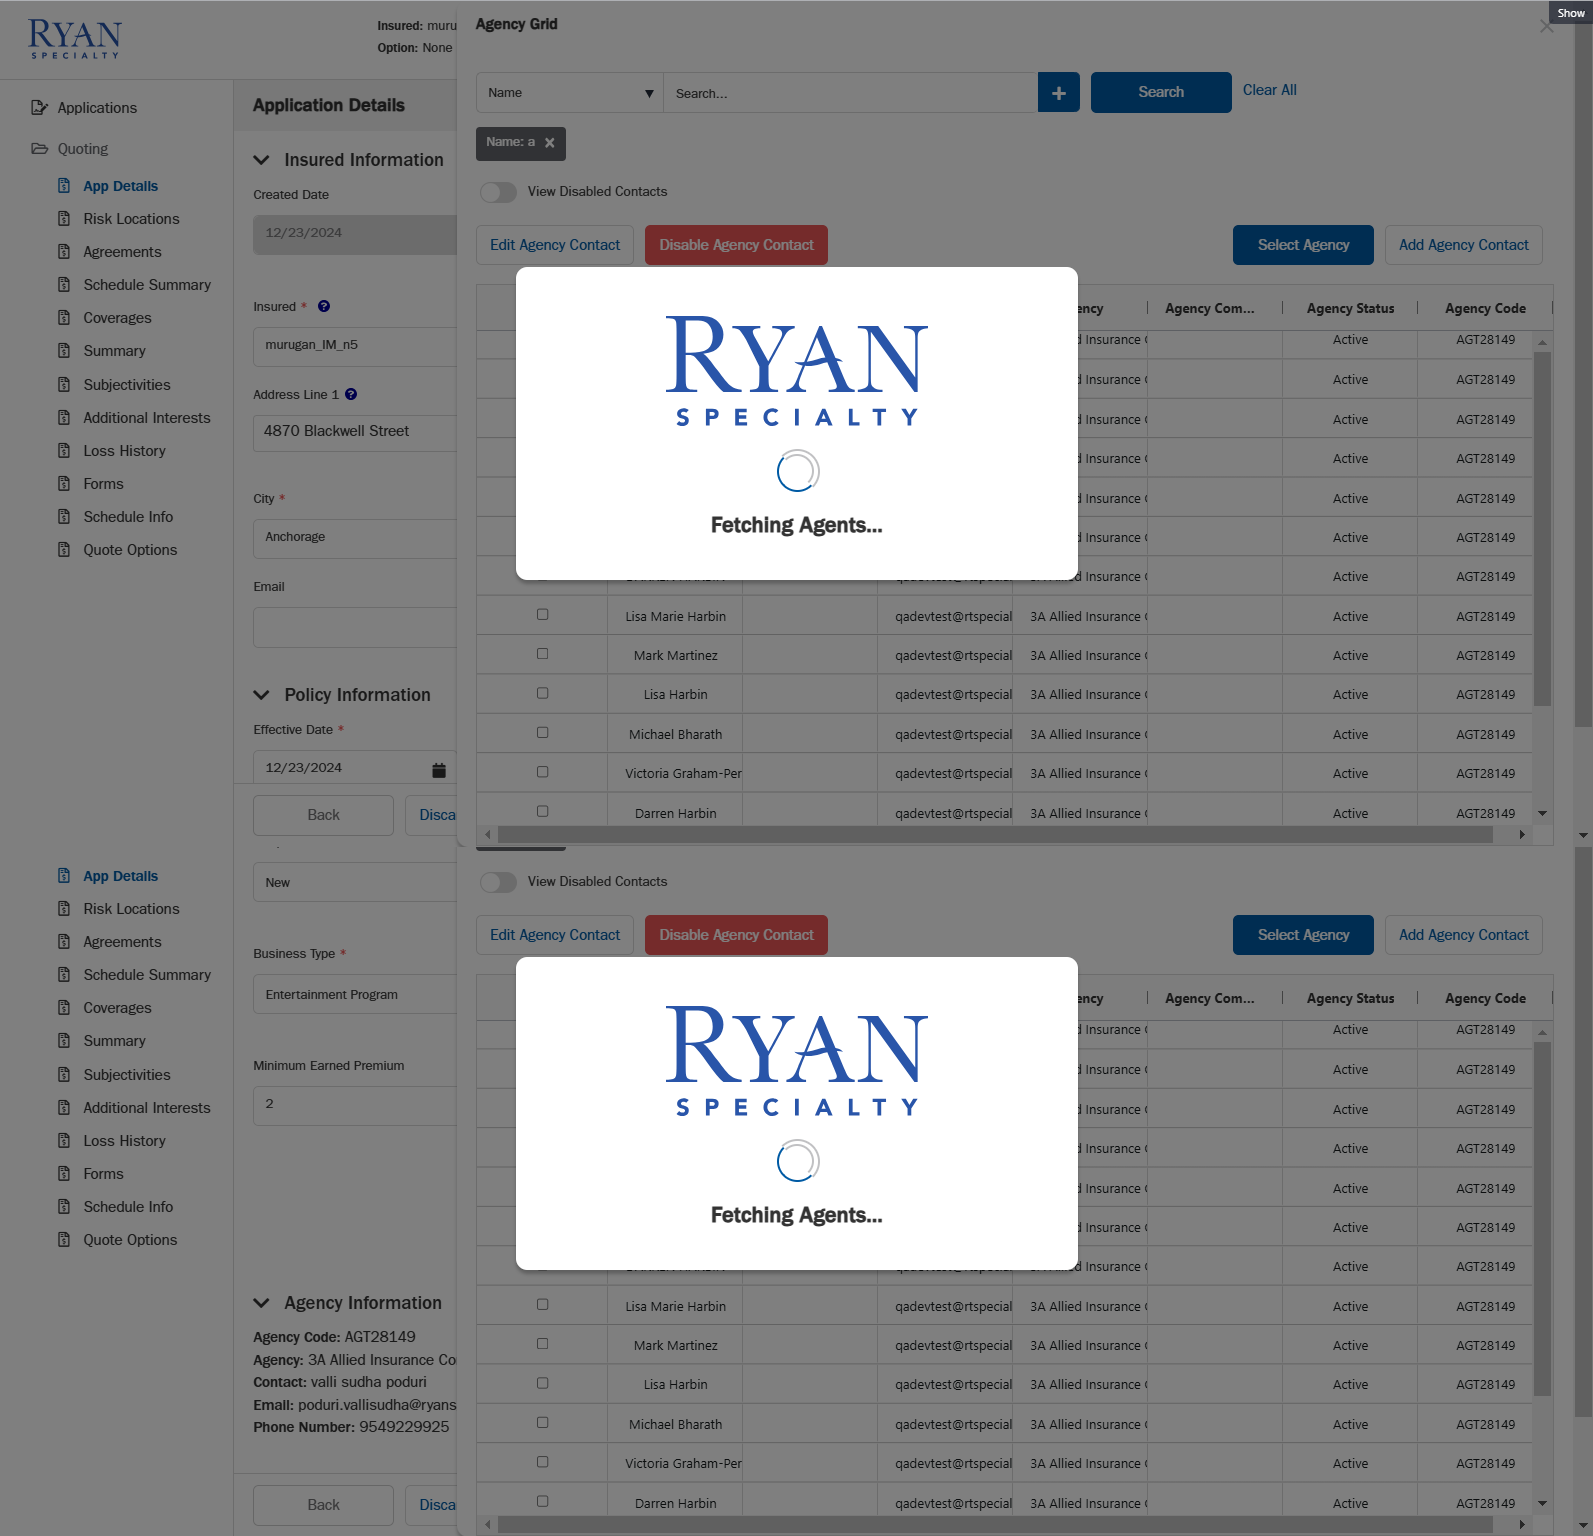 Show
RYAN
SPECIALTY
Insured: muru
Option: None
Applications
Quoting
App Details
Risk Locations
Agreements
Schedule Summary
Coverages
Summary
Subjectivities
Additional Interests
Loss History
Forms
Schedule Info
Quote Options
Application Details
Insured Information
Created Date
12/23/2024
Insured *
murugan_IM_n5
Address Line 1
4870 Blackwell Street
City *
Anchorage
Email
Policy Information
Effective Date *
12/23/2024
Back
Disca
Agency Grid
Name
Search...
+
Search
Clear All
Name: a
View Disabled Contacts
Edit Agency Contact
Disable Agency Contact
Select Agency
Add Agency Contact
ency
Agency Com...
Agency Status
Agency Code
d Insurance Active AGT28149
d Insurance Active AGT28149
d Insurance Active AGT28149
d Insurance Active AGT28149
d Insurance Active AGT28149
d Insurance Active AGT28149
Active AGT28149
Lisa Marie Harbin qadevtest@rtspecial 3A Allied Insurance Active AGT28149
Mark Martinez qadevtest@rtspecial 3A Allied Insurance Active AGT28149
Lisa Harbin qadevtest@rtspecial 3A Allied Insurance Active AGT28149
Michael Bharath qadevtest@rtspecial 3A Allied Insurance Active AGT28149
Victoria Graham-Per qadevtest@rtspecial 3A Allied Insurance Active AGT28149
Darren Harbin qadevtest@rtspecial 3A Allied Insurance Active AGT28149
RYAN
SPECIALTY
Fetching Agents...
App Details
Risk Locations
Agreements
Schedule Summary
Coverages
Summary
Subjectivities
Additional Interests
Loss History
Forms
Schedule Info
Quote Options
New
Business Type *
Entertainment Program
Minimum Earned Premium
2
Agency Information
Agency Code: AGT28149
Agency: 3A Allied Insurance Co
Contact: valli sudha poduri
Email: poduri.vallisudha@ryans
Phone Number: 9549229925
Back
Disca
View Disabled Contacts
Edit Agency Contact
Disable Agency Contact
Select Agency
Add Agency Contact
ency
Agency Com...
Agency Status
Agency Code
d Insurance Active AGT28149
d Insurance Active AGT28149
d Insurance Active AGT28149
d Insurance Active AGT28149
d Insurance Active AGT28149
d Insurance Active AGT28149
Active AGT28149
Lisa Marie Harbin qadevtest@rtspecial 3A Allied Insurance Active AGT28149
Mark Martinez qadevtest@rtspecial 3A Allied Insurance Active AGT28149
Lisa Harbin qadevtest@rtspecial 3A Allied Insurance Active AGT28149
Michael Bharath qadevtest@rtspecial 3A Allied Insurance Active AGT28149
Victoria Graham-Per qadevtest@rtspecial 3A Allied Insurance Active AGT28149
Darren Harbin qadevtest@rtspecial 3A Allied Insurance Active AGT28149
RYAN
SPECIALTY
Fetching Agents...